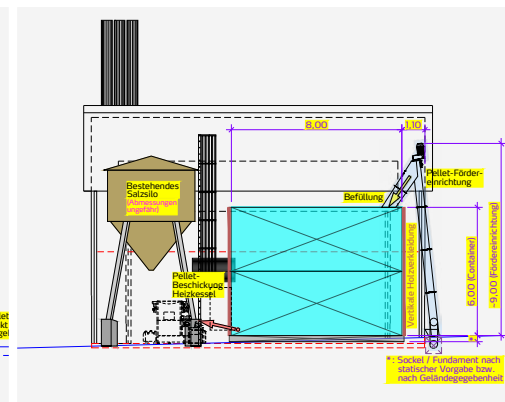 8,00
1,10
Pellet-Förder-
einrichtung
Befüllung
Bestehendes
Salzsilo
(Abmessungen
ungefähr)
Pellet-
Beschickung
Heizkessel
Vertikale Holzverkleidung
6,00 (Container)
~9,00 (Fördereinrichtung)
*
*: Sockel / Fundament nach
statischer Vorgabe bzw.
nach Geländegegebenheit